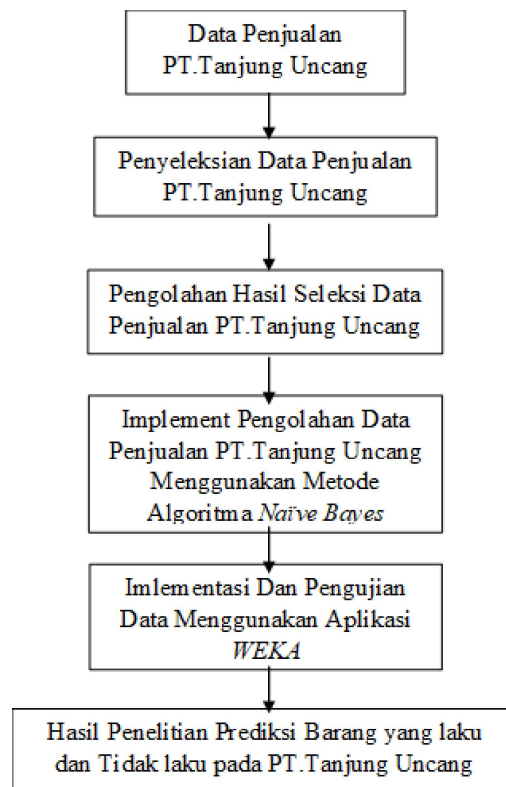 Data Penjualan
PT.Tanjung Uncang
Penyeleksian Data Penjualan
PT.Tanjung Uncang
Pengolahan Hasil Seleksi Data
Penjualan PT.Tanjung Uncang
Implement Pengolahan Data
Penjualan PT.Tanjung Uncang
Menggunakan Metode
Algoritma Naïve Bayes
Imlementasi Dan Pengujian
Data Menggunakan Aplikasi
WEKA
Hasil Penelitian Prediksi Barang yang laku
dan Tidak laku pada PT.Tanjung Uncang